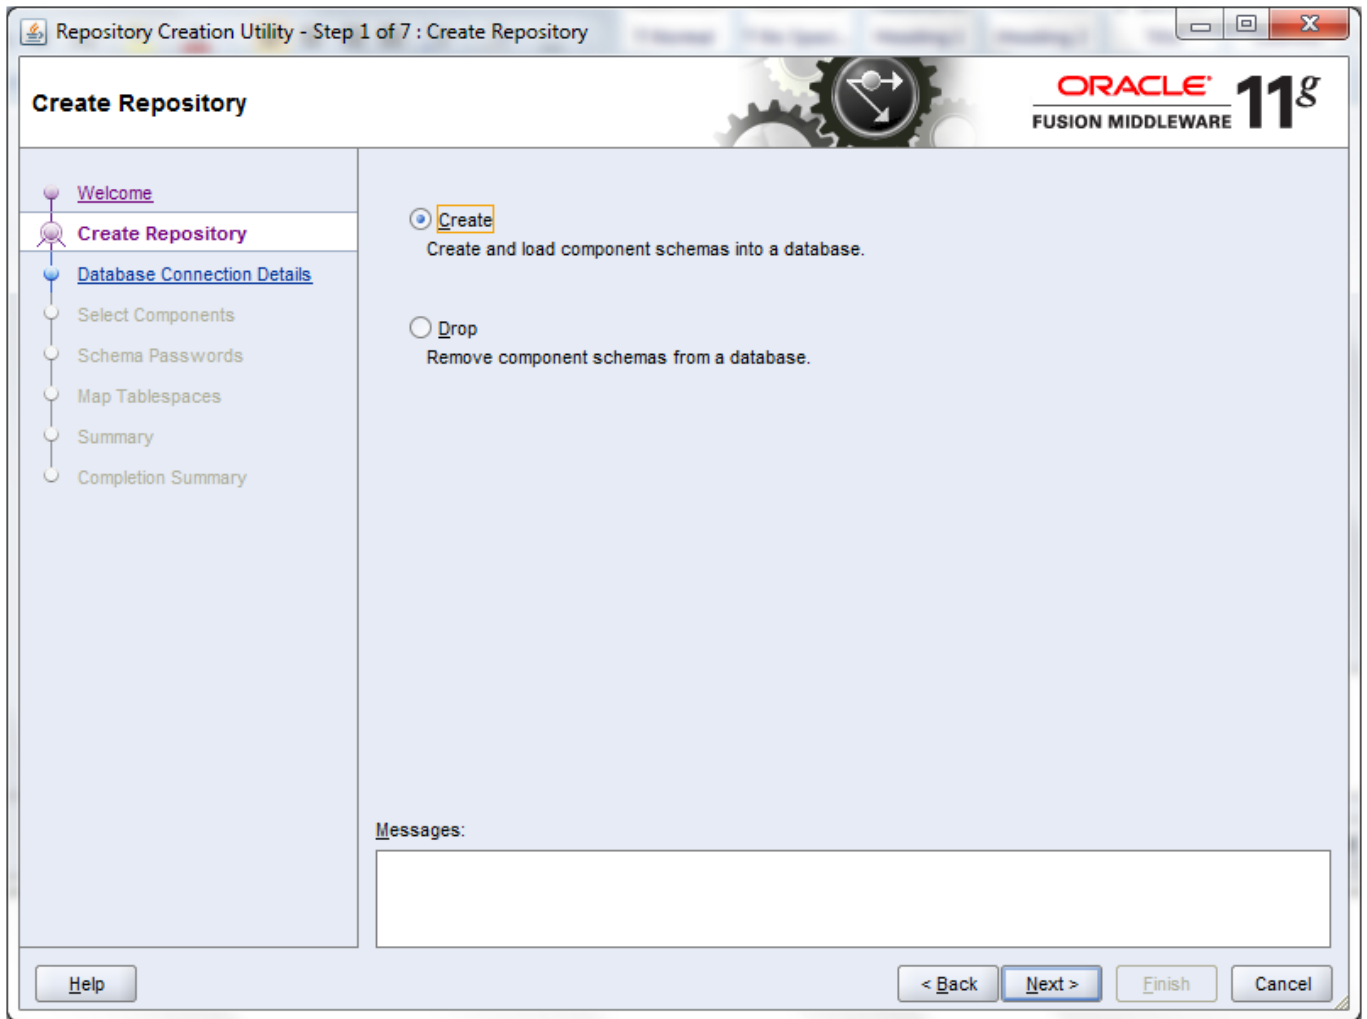 Repository Creation Utility - Step 1 of 7 : Create Repository
Create Repository
ORACLE 11g
FUSION MIDDLEWARE
Welcome
Create Repository
Database Connection Details
Select Components
Schema Passwords
Map Tablespaces
Summary
Completion Summary
Create
Create and load component schemas into a database.
Drop
Remove component schemas from a database.
Messages:
Help
< Back
Next >
Finish
Cancel